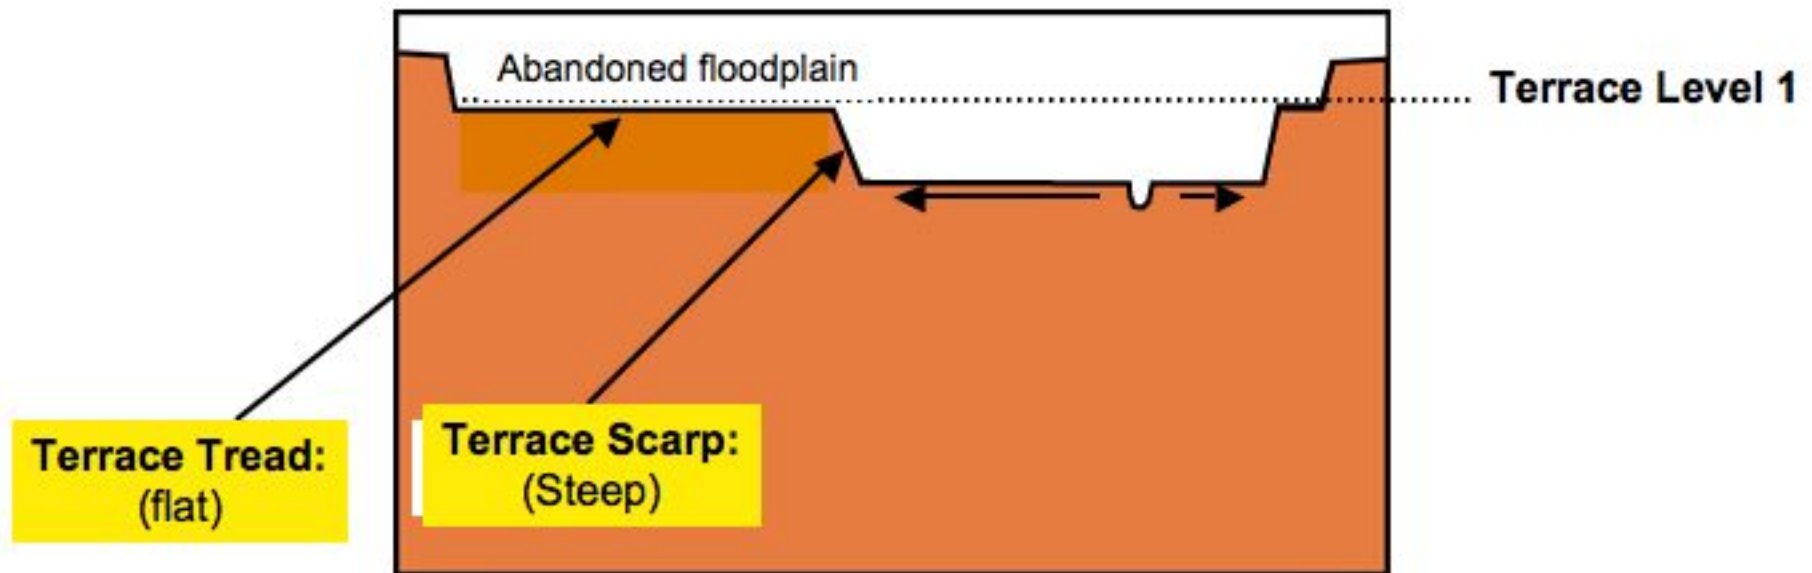 Abandoned floodplain
Terrace Level 1
Terrace Tread:
(flat)
Terrace Scarp:
(Steep)